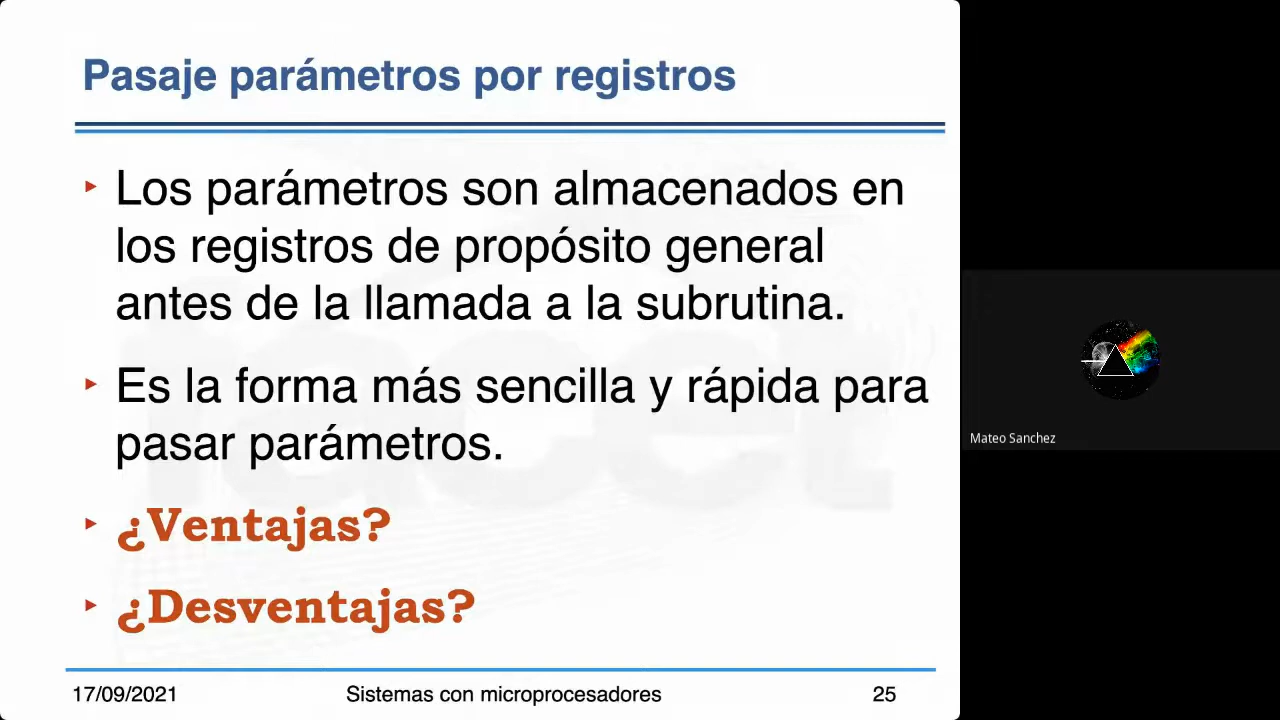 Pasaje parámetros por registros
‣ Los parámetros son almacenados en
los registros de propósito general
antes de la llamada a la subrutina.
‣ Es la forma más sencilla y rápida para
pasar parámetros.
‣ ¿Ventajas?
‣ ¿Desventajas?
17/09/2021 Sistemas con microprocesadores 25
Mateo Sanchez